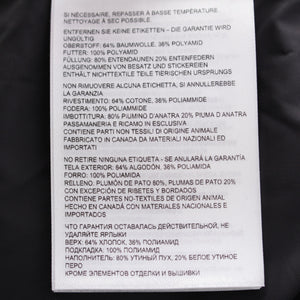 SI NÉCESSAIRE, REPASSER A BASSE TEMPÉRATURE.
NETTOYAGE À SEC POSSIBLE
ENTFERNEN SIE KEINE ETIKETTEN - DIE GARANTIE WIRD
UNGÜLTIG
OBERSTOFF: 64% BAUMWOLLE, 36% POLYAMID
FUTTER: 100% POLYAMID
FÜLLUNG: 80% ENTENDAUNEN 20% ENTENFEDERN
AUSGENOMMEN VON BESATZ UND STICKEREIEN
ENTHÄLT NICHTTEXTILE TEILE TIERISCHEN URSPRUNGS
NON RIMUOVERE ALCUNA ETICHETTA, SI ANNULLEREBBE
LA GARANZIA
RIVESTIMENTO: 64% COTONE, 36% POLIAMMIDE
FODERA: 100% POLIAMMIDE
IMBOTTITURA: 80% PIUMINO D'ANATRA 20% PIUMA D'ANATRA
PASSAMANERIA E RICAMO IN ESCLUSIVA
CONTIENE PARTI NON TESSILI DI ORIGINE ANIMALE
FABBRICATO IN CANADA DA MATERIALI NAZIONALI ED
IMPORTATI
NO RETIRE NINGUNA ETIQUETA - SE ANULARÁ LA GARANTÍA
TELA EXTERIOR: 64% ALGODÓN, 36% POLIAMIDA
FORRO: 100% POLIAMIDA
RELLENO: PLUMÓN DE PATO 80%, PLUMAS DE PATO 20%
CON EXCEPCIÓN DE RIBETES Y BORDADOS
CONTIENE PARTES NO-TEXTILES DE ORIGEN ANIMAL
HECHO EN CANADÁ CON MATERIALES NACIONALES E
IMPORTADOS
ЧТО ГАРАНТИЯ ОСТАВАЛАСЬ ДЕЙСТВИТЕЛЬНОЙ, НЕ
УДАЛЯЙТЕ ЯРЛЫКИ
ВЕРХ: 64% ХЛОПОК, 36% ПОЛИАМИД
ПОДКЛАДКА: 100% ПОЛИАМИД
НАПОЛНИТЕЛЬ: 80% УТИНЫЙ ПУХ, 20% БЕЛОЕ УТИНОЕ
ПЕРО
КРОМЕ ЭЛЕМЕНТОВ ОТДЕЛКИ И ВЫШИВКИ